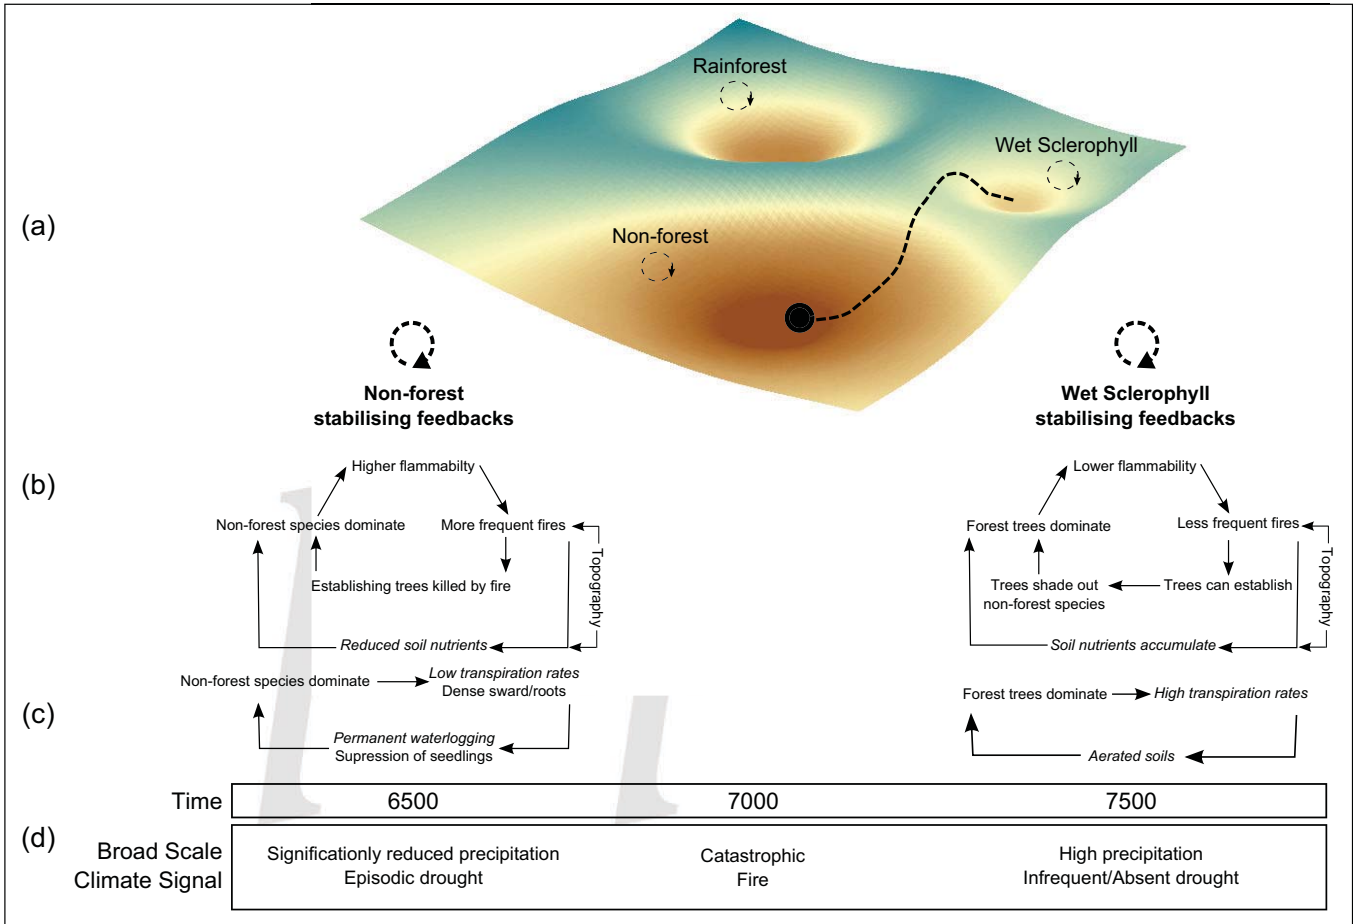 (a)
Rainforest
Wet Sclerophyll
Non-forest
Non-forest
stabilising feedbacks
Wet Sclerophyll
stabilising feedbacks
(b)
Higher flammabilty
Non-forest species dominate
More frequent fires
Establishing trees killed by fire
Topography
Reduced soil nutrients
Lower flammability
Forest trees dominate
Less frequent fires
Trees shade out
non-forest species
Trees can establish
Topography
Soil nutrients accumulate
(c)
Non-forest species dominate
Low transpiration rates
Dense sward/roots
Permanent waterlogging
Supression of seedlings
Forest trees dominate
High transpiration rates
Aerated soils
Time
6500
7000
7500
(d)
Broad Scale
Climate Signal
Significationly reduced precipitation
Episodic drought
Catastrophic
Fire
High precipitation
Infrequent/Absent drought